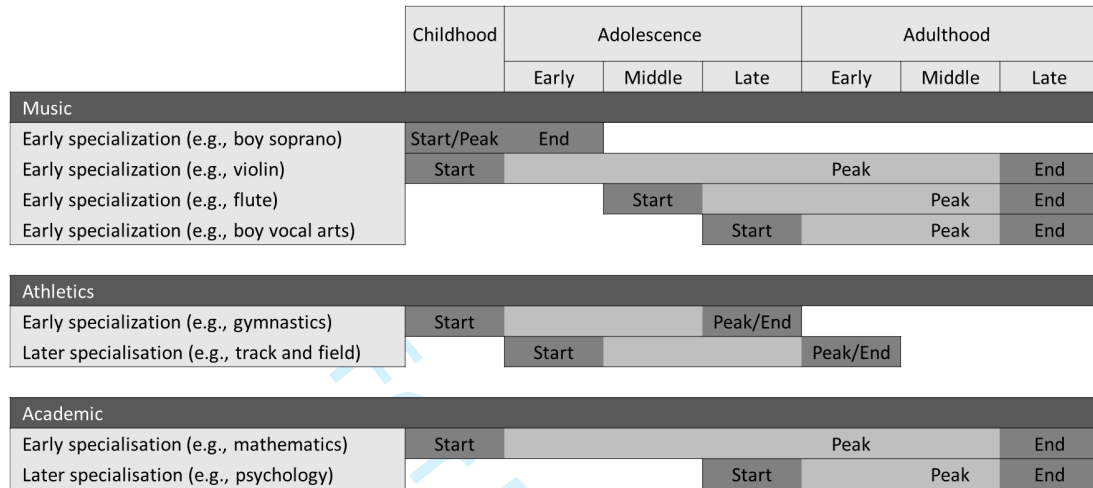 Childhood Adolescence Adulthood
Early Middle Late Early Middle Late
Music
Early specialization (e.g., boy soprano) Start/Peak End
Early specialization (e.g., violin) Start Peak End
Early specialization (e.g., flute) Start Peak End
Early specialization (e.g., boy vocal arts) Start Peak End
Athletics
Early specialization (e.g., gymnastics) Start Peak/End
Later specialisation (e.g., track and field) Start Peak/End
Academic
Early specialisation (e.g., mathematics) Start Peak End
Later specialisation (e.g., psychology) Start Peak End